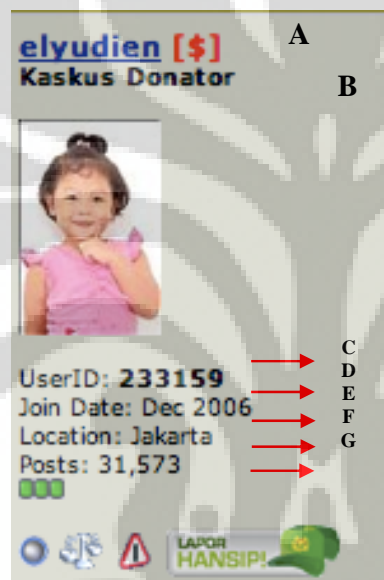 elyudien [$] A
Kaskus Donator
B
C
UserID: 233159 D
Join Date: Dec 2006 E
Location: Jakarta F
Posts: 31,573 G
LAPOR
HANSIP!